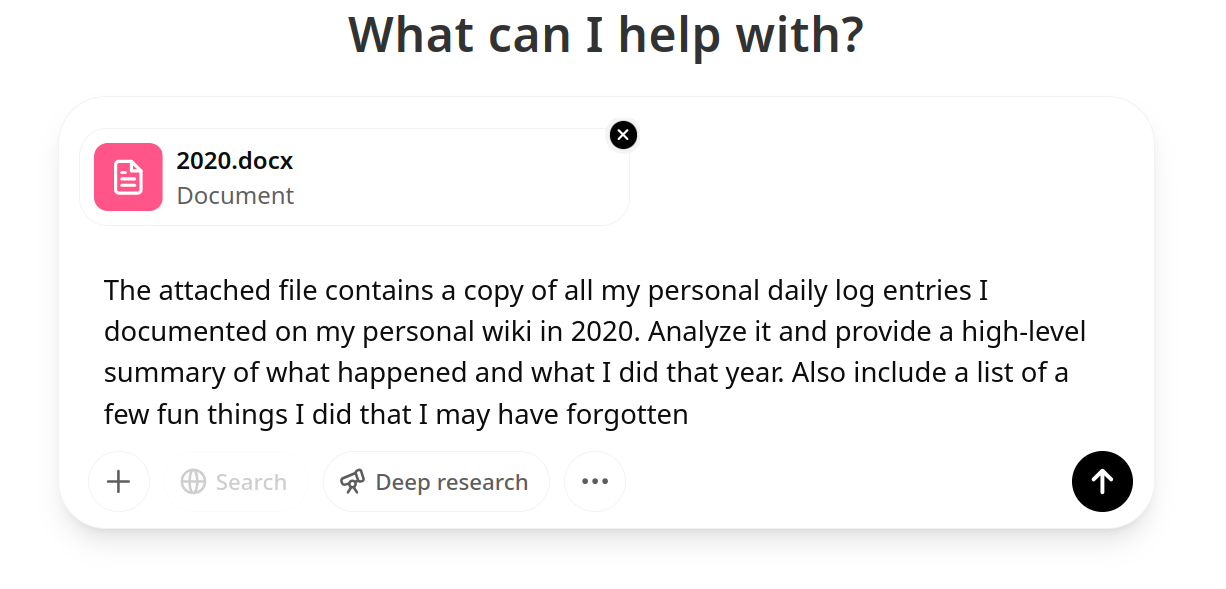 What can I help with?
2020.docx
Document
The attached file contains a copy of all my personal daily log entries I
documented on my personal wiki in 2020. Analyze it and provide a high-level
summary of what happened and what I did that year. Also include a list of a
few fun things I did that I may have forgotten
Search
Deep research